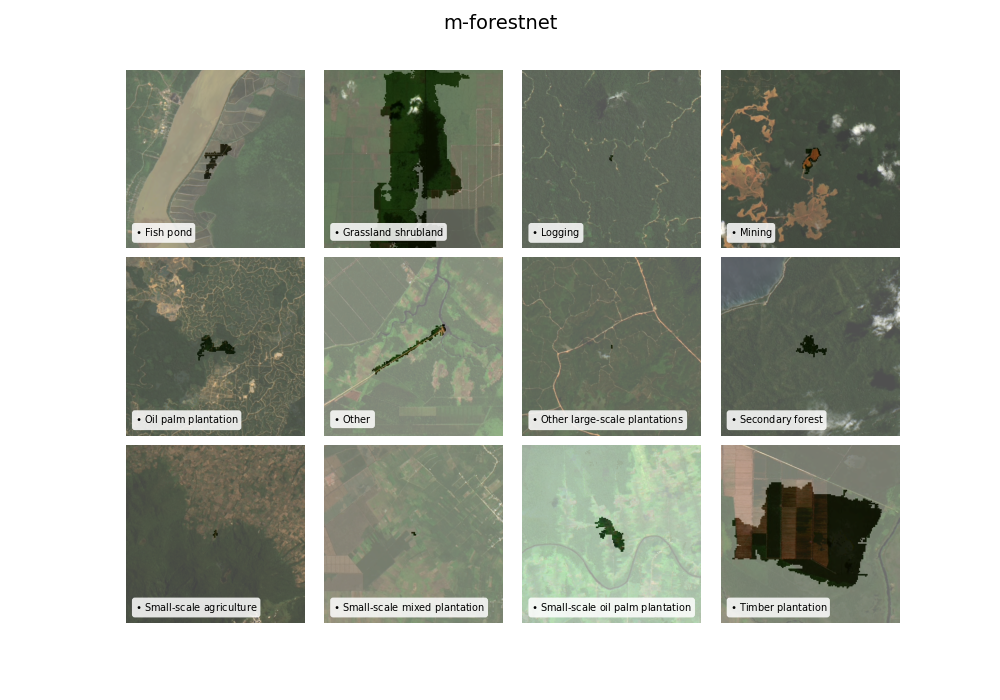 m-forestnet
• Fish pond
• Grassland shrubland
• Logging
• Mining
• Oil palm plantation
• Other
• Other large-scale plantations
• Secondary forest
• Small-scale agriculture
• Small-scale mixed plantation
• Small-scale oil palm plantation
• Timber plantation